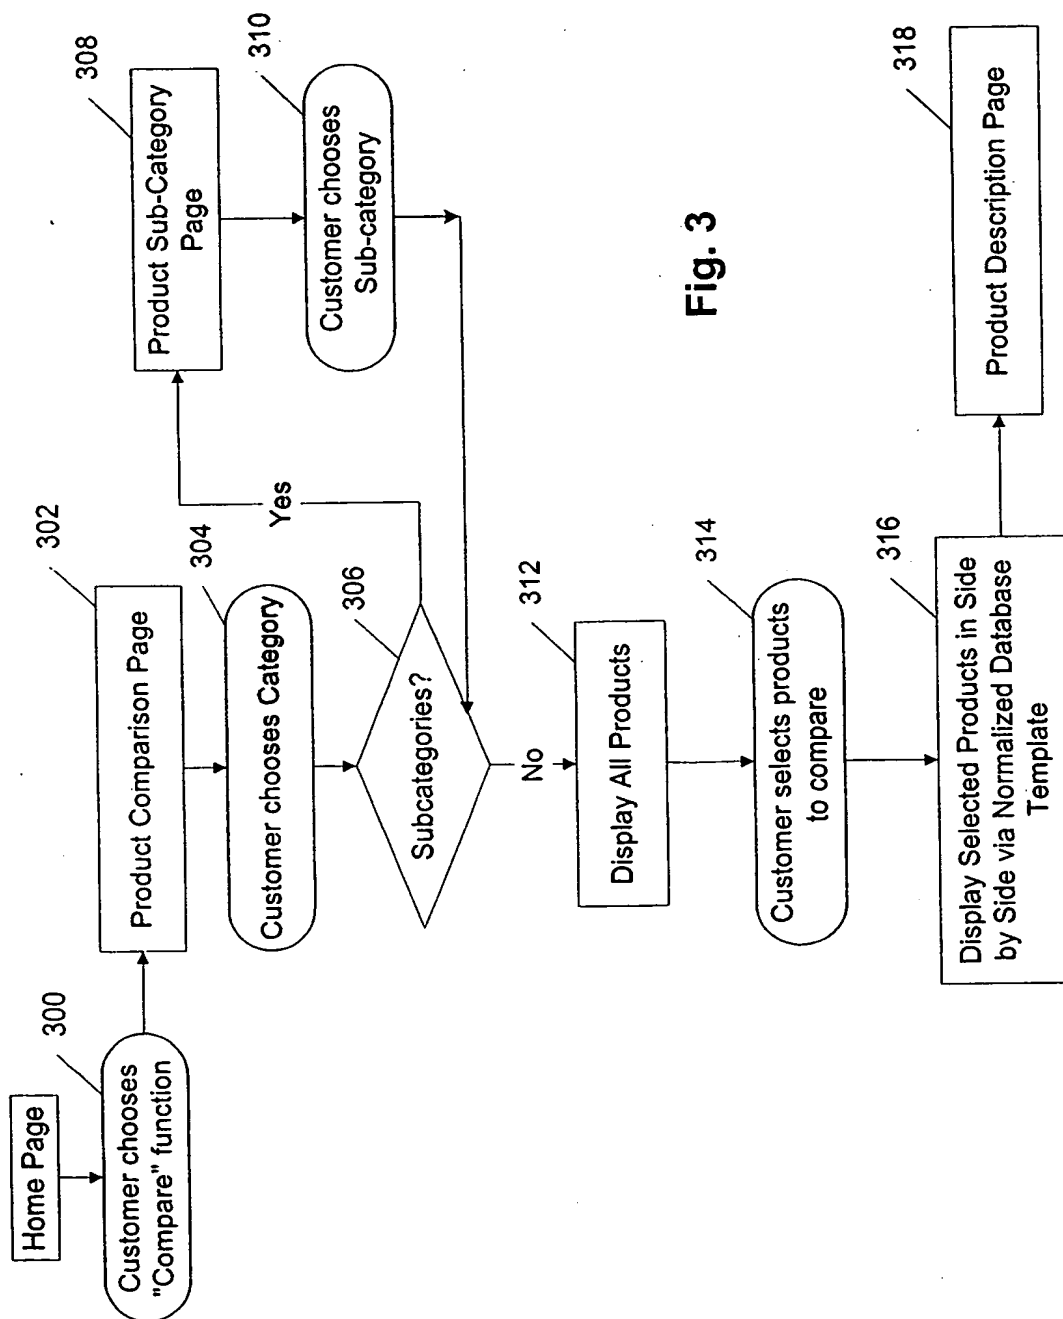 Home Page
300
Customer chooses
"Compare" function
302
Product Comparison Page
304
Customer chooses Category
306
Subcategories?
Yes
308
Product Sub-Category
Page
310
Customer chooses
Sub-category
No
312
Display All Products
314
Customer selects products
to compare
316
Display Selected Products in Side
by Side via Normalized Database
Template
318
Product Description Page
Fig. 3